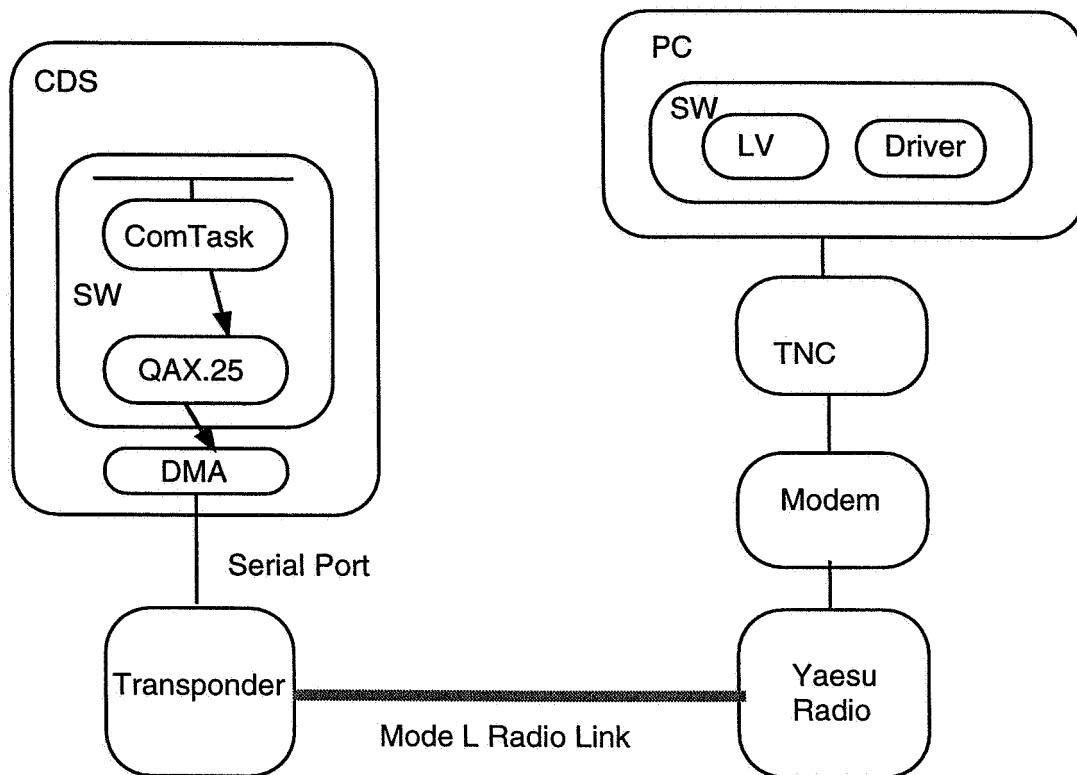 CDS
SW
ComTask
QAX.25
DMA
Serial Port
Transponder
Mode L Radio Link
PC
SW
LV
Driver
TNC
Modem
Yaesu
Radio